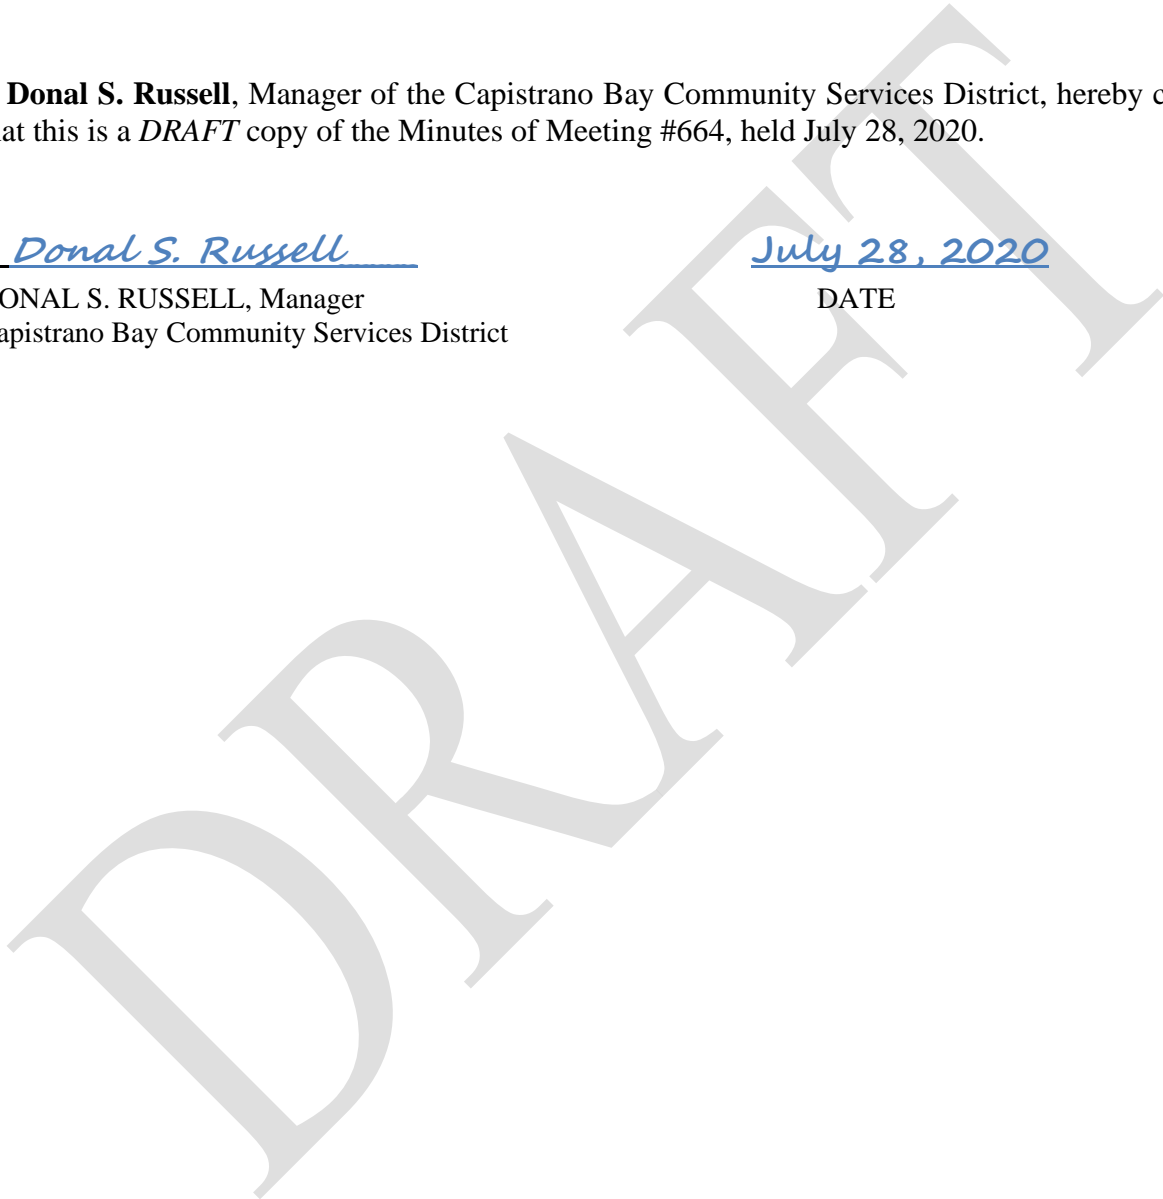 Donal S. Russell, Manager of the Capistrano Bay Community Services District, hereby c
at this is a DRAFT copy of the Minutes of Meeting #664, held July 28, 2020.
Donal S. Russell July 28, 2020
ONAL S. RUSSELL, Manager DATE
apistrano Bay Community Services District
DRAFT